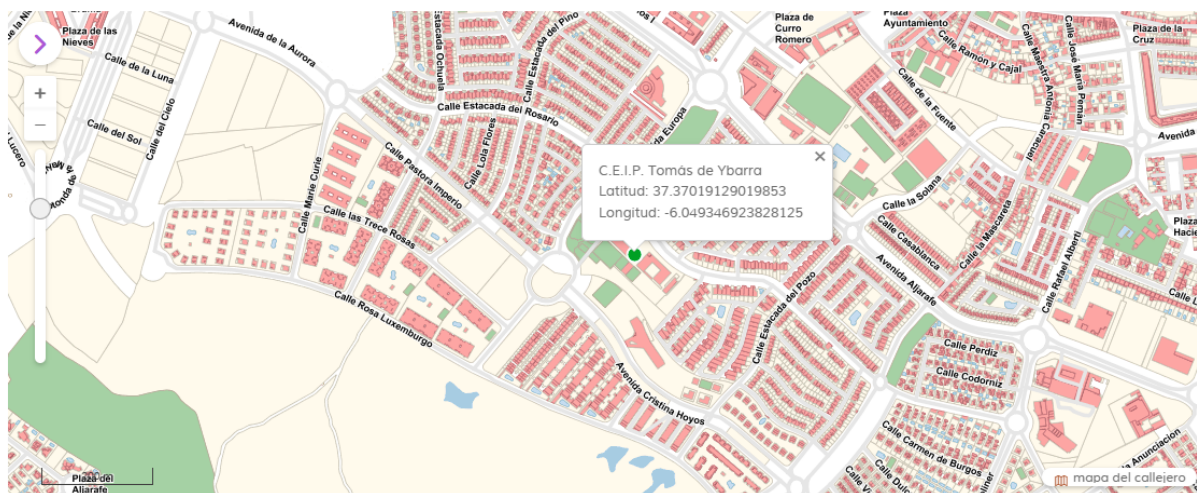 Plaza de las
Nieves
Avenida de la Aurora
Calle de la Luna
Calle del Sol
Calle del Cielo
Lucero
Estacada Ochuela
Calle Estacada del Pino
Calle Estacada del Rosario
Calle Lola Flores
Calle Pastora Imperio
Calle Marie Curie
Calle las Trece Rosas
Calle Rosa Luxemburgo
Europa
Plaza de
Curro
Romero
Plaza
Ayuntamiento
Calle Ramon y Cajal
Calle Maestra Antonia Caracuel
Calle Jose Maria Peman
Plaza de la
Cruz
Avenida
Calle de la Fuente
C.E.I.P. Tomás de Ybarra
Latitud: 37.37019129019853
Longitud: -6.049346923828125
Calle la Solana
Calle Casablanca
Calle la Mascareta
Calle Rafael Alberti
Plaza
Hacie
Calle L
Avenida Aljarafe
Calle Estacada del Pozo
Calle Perdiz
Calle Codorniz
Avenida Cristina Hoyos
Calle Carmen de Burgos
Anunciacion
Plaza del
Aljarafe
mapa del callejero